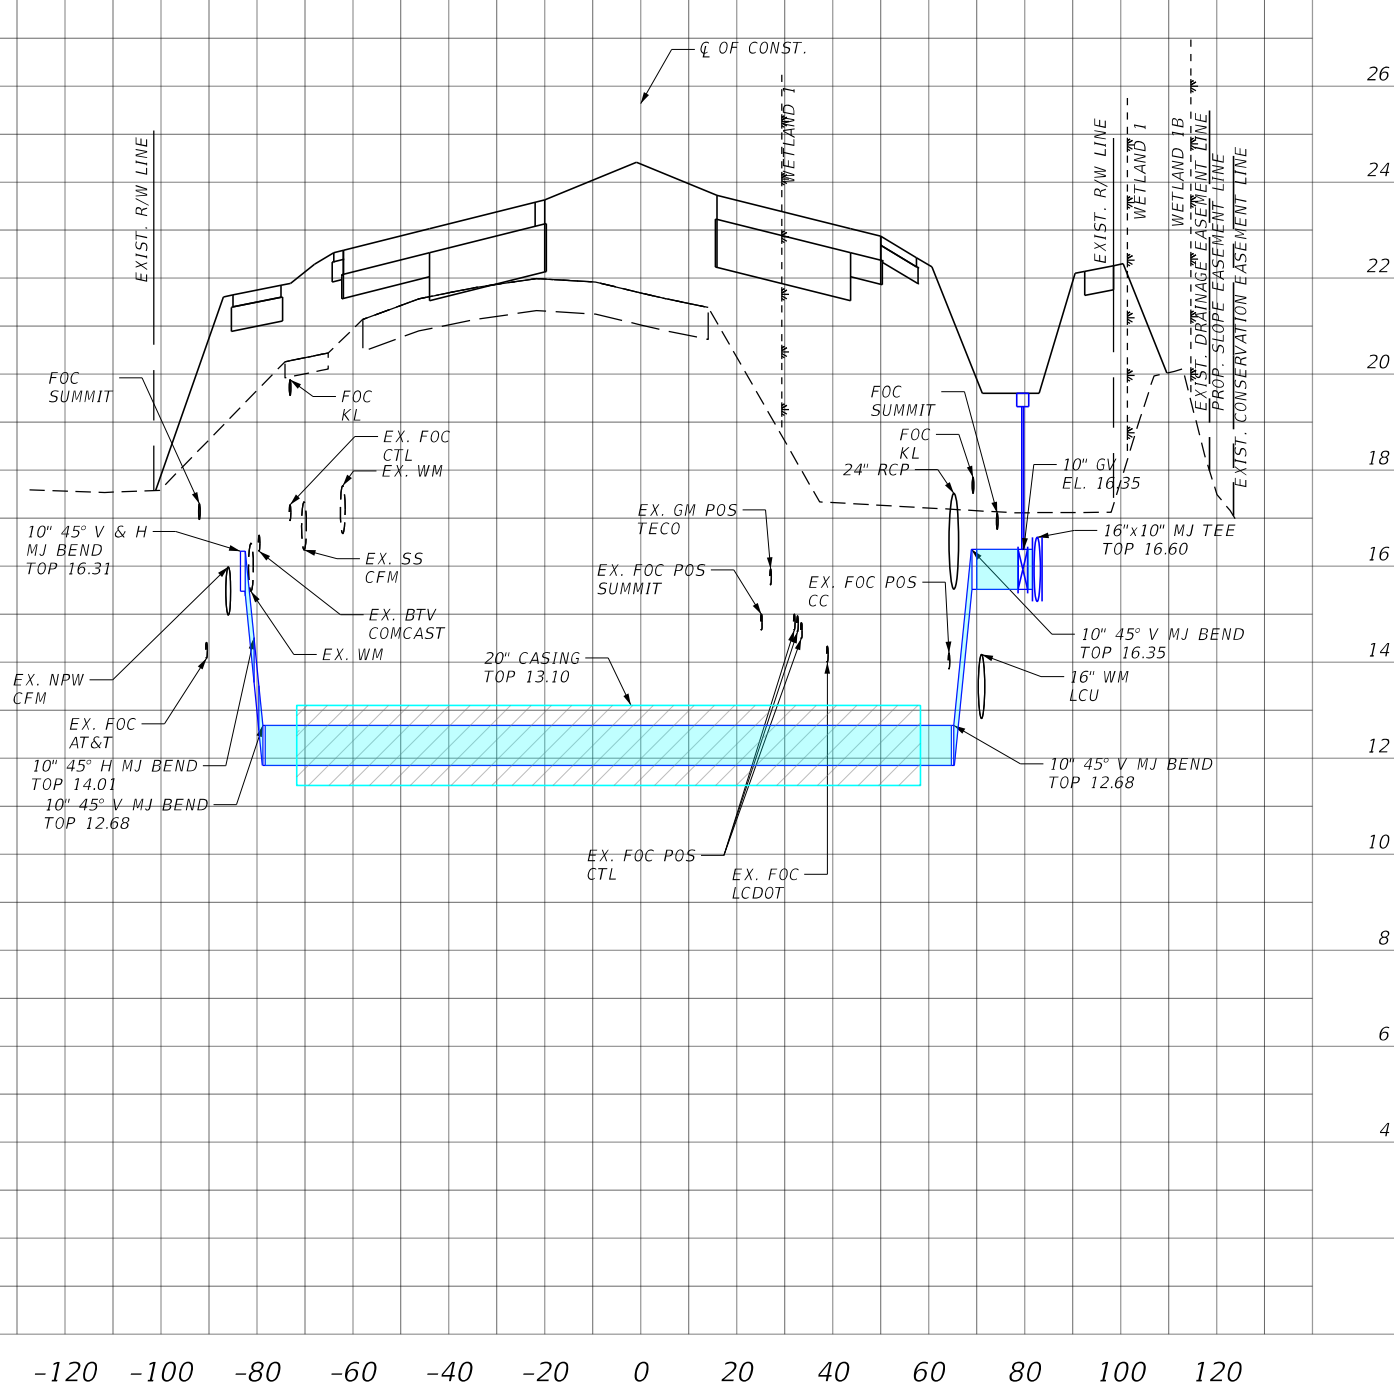 ℄ OF CONST.
26
24
22
20
18
16
14
12
10
8
6
4
EXIST. R/W LINE
WETLAND 1
EXIST. R/W LINE
WETLAND 1
WETLAND 1B
EXIST. DRAINAGE EASEMENT LINE
PROP. SLOPE EASEMENT LINE
EXIST. CONSERVATION EASEMENT LINE
FOC
SUMMIT
FOC
KL
EX. FOC
CTL
EX. WM
FOC
SUMMIT
FOC
KL
24" RCP
10" GV
EL. 16.35
10" 45° V & H
MJ BEND
TOP 16.31
EX. SS
CFM
EX. GM POS
TECO
EX. FOC POS
SUMMIT
EX. FOC POS
CC
16"x10" MJ TEE
TOP 16.60
EX. BTV
COMCAST
EX. WM
20" CASING
TOP 13.10
10" 45° V MJ BEND
TOP 16.35
16" WM
LCU
EX. NPW
CFM
EX. FOC
AT&T
10" 45° H MJ BEND
TOP 14.01
10" 45° V MJ BEND
TOP 12.68
10" 45° V MJ BEND
TOP 12.68
EX. FOC POS
CTL
EX. FOC
LCDOT
-120 -100 -80 -60 -40 -20 0 20 40 60 80 100 120